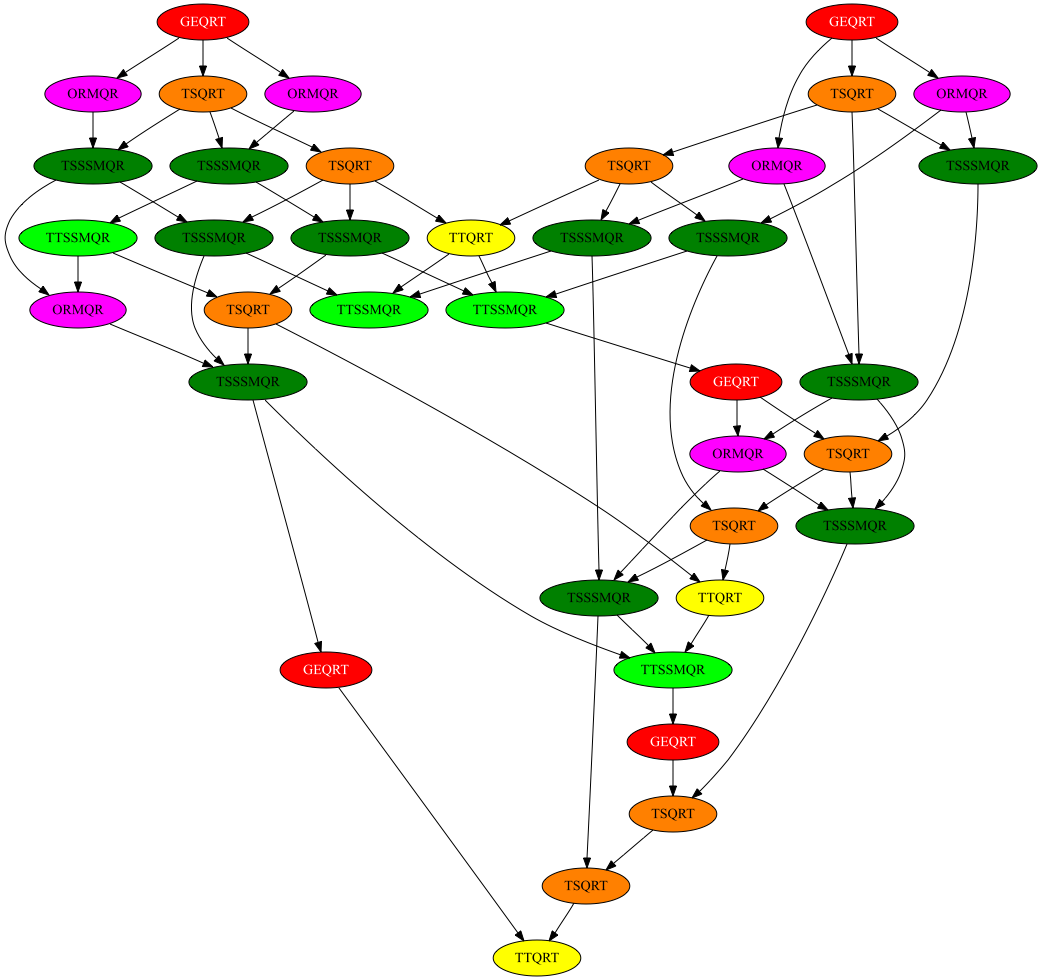 GEQRT GEQRT
ORMQR TSQRT ORMQR TSQRT ORMQR
TSSSMQR TSSSMQR TSQRT TSQRT ORMQR TSSSMQR
TTSSMQR TSSSMQR TSSSMQR TTQRT TSSSMQR TSSSMQR
ORMQR TSQRT TTSSMQR TTSSMQR
TSSSMQR GEQRT TSSSMQR
ORMQR TSQRT
TSQRT TSSSMQR
TSSSMQR TTQRT
GEQRT TTSSMQR
GEQRT
TSQRT
TSQRT
TTQRT